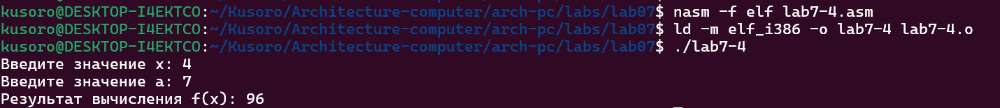 kusoro@DESKTOP-I4EKTCO:~/Kusoro/Architecture-computer/arch-pc/labs/lab07$ nasm -f elf lab7-4.asm
kusoro@DESKTOP-I4EKTCO:~/Kusoro/Architecture-computer/arch-pc/labs/lab07$ ld -m elf_i386 -o lab7-4 lab7-4.o
kusoro@DESKTOP-I4EKTCO:~/Kusoro/Architecture-computer/arch-pc/labs/lab07$ ./lab7-4
Введите значение x: 4
Введите значение a: 7
Результат вычисления f(x): 96